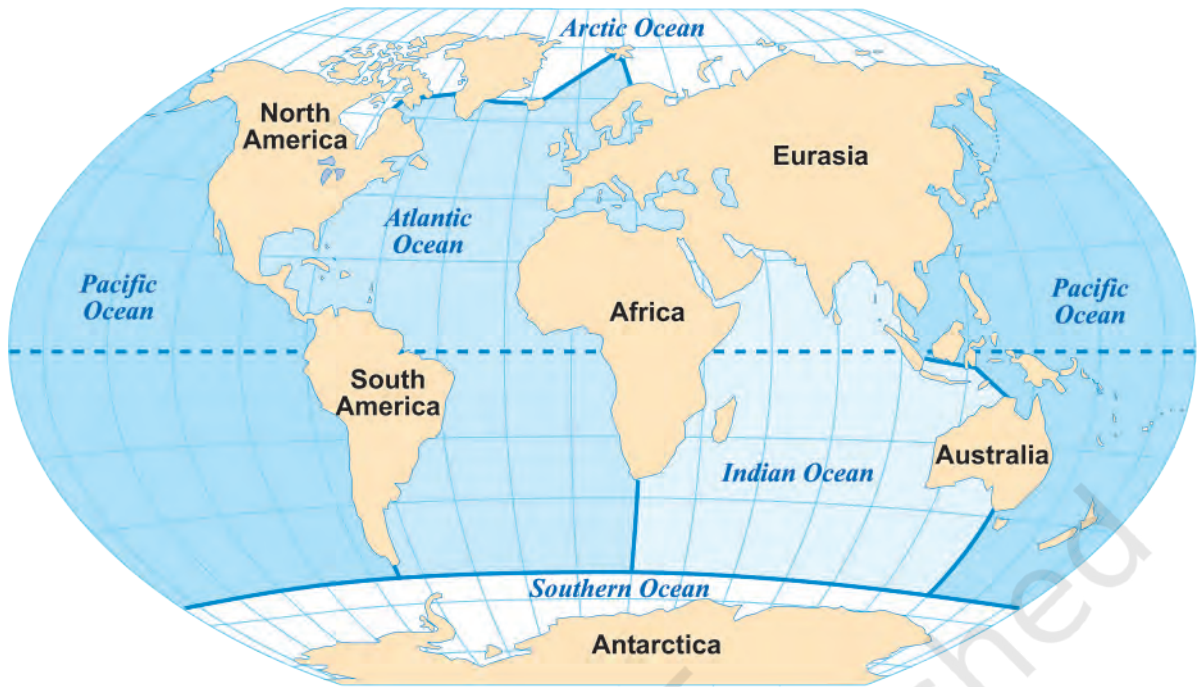 Arctic Ocean
North
America
Eurasia
Atlantic
Ocean
Pacific
Ocean
Africa
Pacific
Ocean
South
America
Australia
Indian Ocean
Southern Ocean
Antarctica